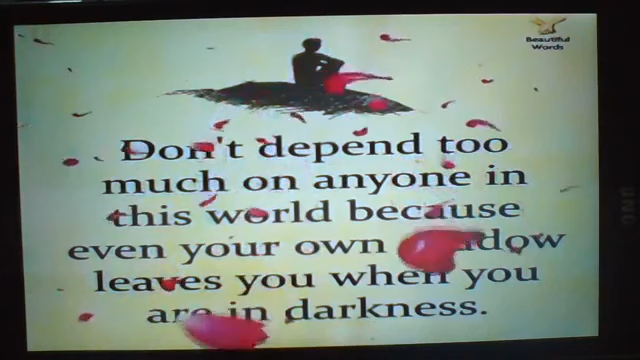 Beautiful
Words
Don't depend too
much on anyone in
this world because
even your own
leaves you when you
are in darkness.